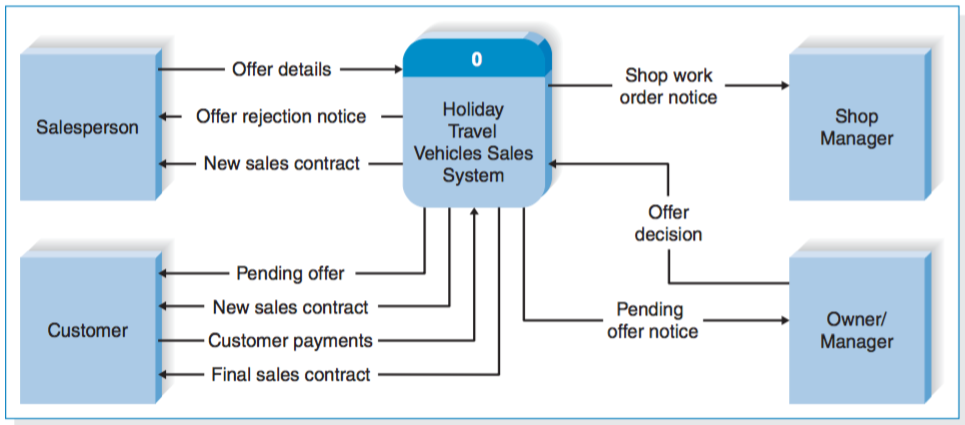 0
Holiday
Travel
Vehicles Sales
System
Salesperson
Offer details
Offer rejection notice
New sales contract
Shop work
order notice
Shop
Manager
Offer
decision
Customer
Pending offer
New sales contract
Customer payments
Final sales contract
Pending
offer notice
Owner/
Manager